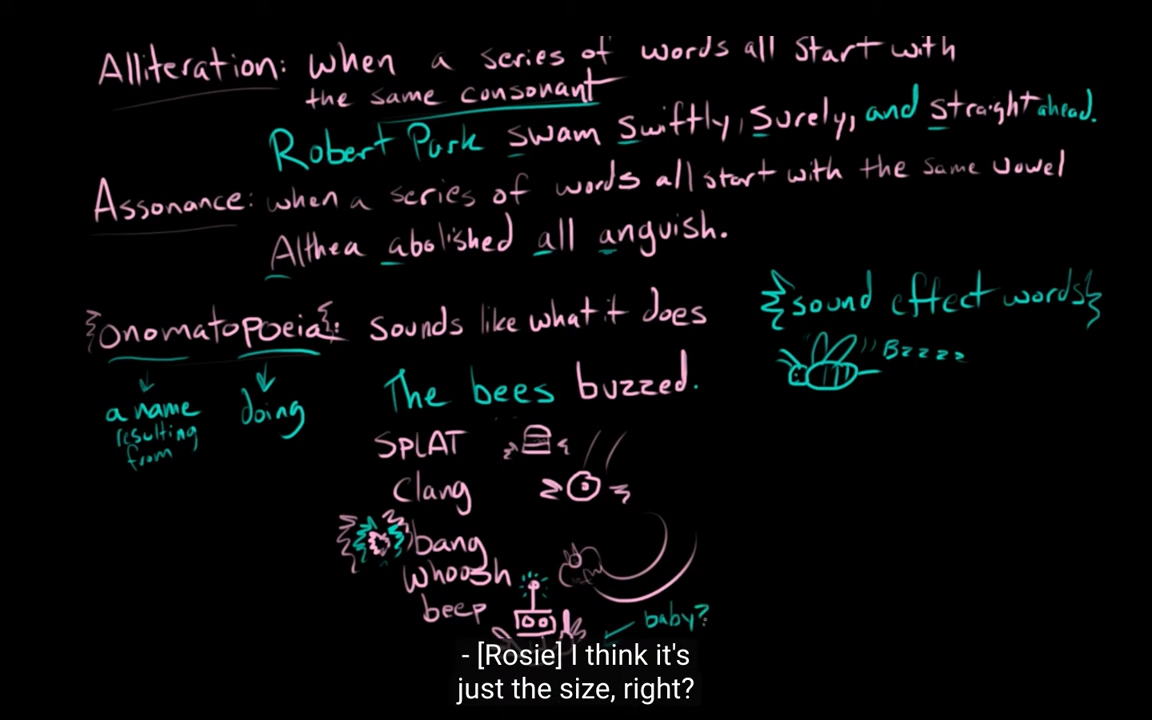 Alliteration: when a series of words all start with
the same consonant
Robert Park swam swiftly, surely, and straight ahead.
Assonance: when a series of words all start with the same vowel
Althea abolished all anguish.
onomatopoeia: sounds like what it does
sound effect words
Bzzzz
a name
resulting
from
doing
The bees buzzed.
SPLAT
Clang
bang
whoosh
beep
baby?
- [Rosie] I think it's
just the size, right?